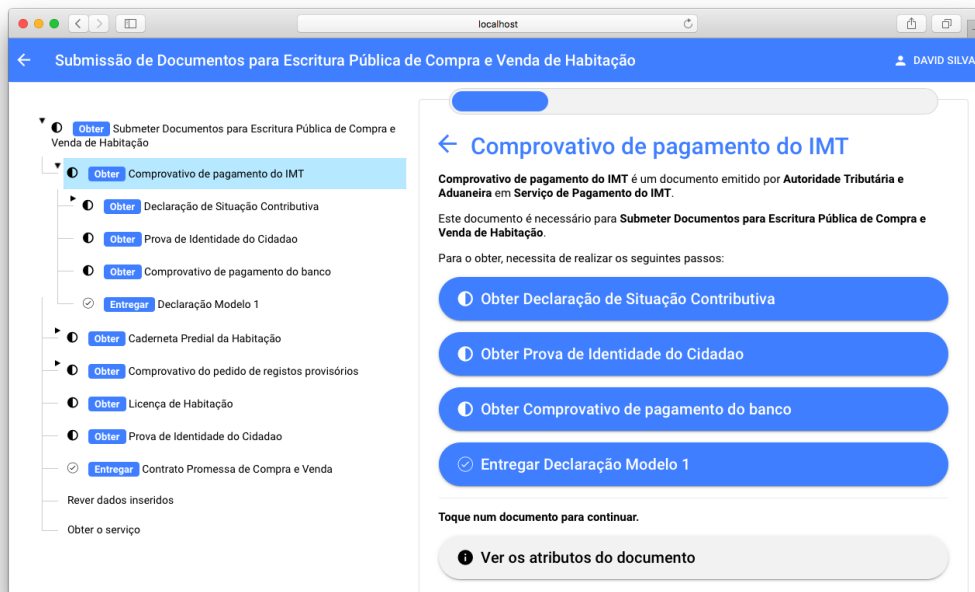 localhost
Submissão de Documentos para Escritura Pública de Compra e Venda de Habitação
DAVID SILVA
Obter Submeter Documentos para Escritura Pública de Compra e
Venda de Habitação
Obter Comprovativo de pagamento do IMT
Obter Declaração de Situação Contributiva
Obter Prova de Identidade do Cidadao
Obter Comprovativo de pagamento do banco
Entregar Declaração Modelo 1
Obter Caderneta Predial da Habitação
Obter Comprovativo do pedido de registos provisórios
Obter Licença de Habitação
Obter Prova de Identidade do Cidadao
Entregar Contrato Promessa de Compra e Venda
Rever dados inseridos
Obter o serviço
Comprovativo de pagamento do IMT
Comprovativo de pagamento do IMT é um documento emitido por Autoridade Tributária e
Aduaneira em Serviço de Pagamento do IMT.
Este documento é necessário para Submeter Documentos para Escritura Pública de Compra e
Venda de Habitação.
Para o obter, necessita de realizar os seguintes passos:
Obter Declaração de Situação Contributiva
Obter Prova de Identidade do Cidadao
Obter Comprovativo de pagamento do banco
Entregar Declaração Modelo 1
Toque num documento para continuar.
Ver os atributos do documento